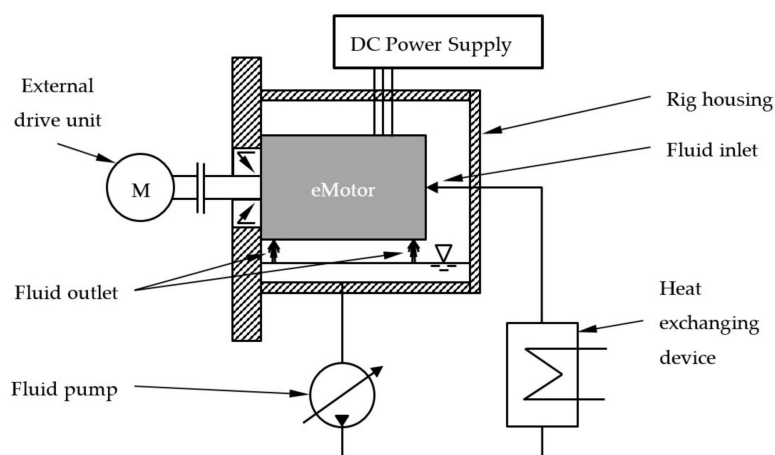 DC Power Supply
External
drive unit
Rig housing
Fluid inlet
M
eMotor
Fluid outlet
Heat
exchanging
device
Fluid pump